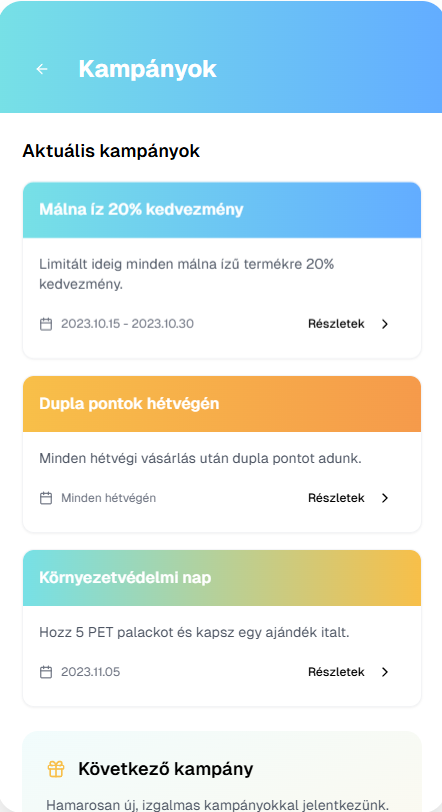 Kampányok
Aktuális kampányok
Málna íz 20% kedvezmény
Limitált ideig minden málna ízű termékre 20%
kedvezmény.
2023.10.15 - 2023.10.30
Részletek
Dupla pontok hétvégén
Minden hétvégi vásárlás után dupla pontot adunk.
Minden hétvégén
Részletek
Környezetvédelmi nap
Hozz 5 PET palackot és kapsz egy ajándék italt.
2023.11.05
Részletek
Következő kampány
Hamarosan új, izgalmas kampányokkal jelentkezünk.